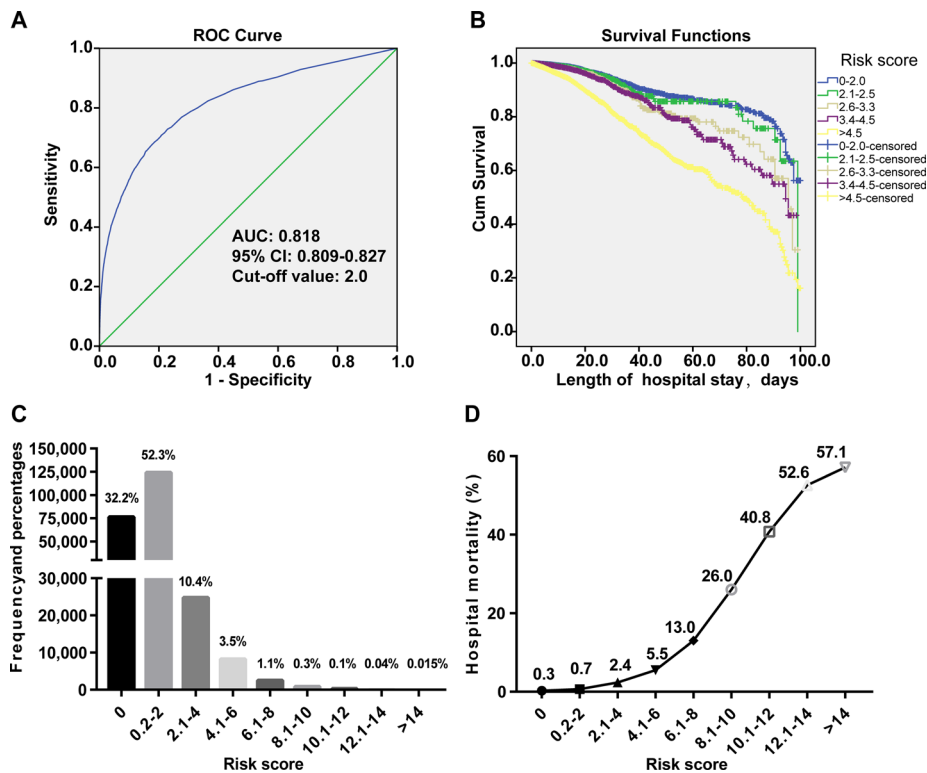 A
ROC Curve
Sensitivity
1.0
0.8
0.6
0.4
0.2
0.0
AUC: 0.818
95% CI: 0.809-0.827
Cut-off value: 2.0
0.0 0.2 0.4 0.6 0.8 1.0
1 - Specificity
B
Survival Functions
Cum Survival
1.0
0.8
0.6
0.4
0.2
0.0
0.0 20.0 40.0 60.0 80.0 100.0
Length of hospital stay, days
Risk score
0-2.0
2.1-2.5
2.6-3.3
3.4-4.5
>4.5
0-2.0-censored
2.1-2.5-censored
2.6-3.3-censored
3.4-4.5-censored
>4.5-censored
C
Frequencyand percentages
150,000
125,000
100,000
75,000
50,000
30,000
20,000
10,000
0
32.2% 52.3% 10.4% 3.5% 1.1% 0.3% 0.1% 0.04% 0.015%
0 0.2-2 2.1-4 4.1-6 6.1-8 8.1-10 10.1-12 12.1-14 >14
Risk score
D
Hospital mortality (%)
60
40
20
0
0.3 0.7 2.4 5.5 13.0 26.0 40.8 52.6 57.1
0 0.2-2 2.1-4 4.1-6 6.1-8 8.1-10 10.1-12 12.1-14 >14
Risk score